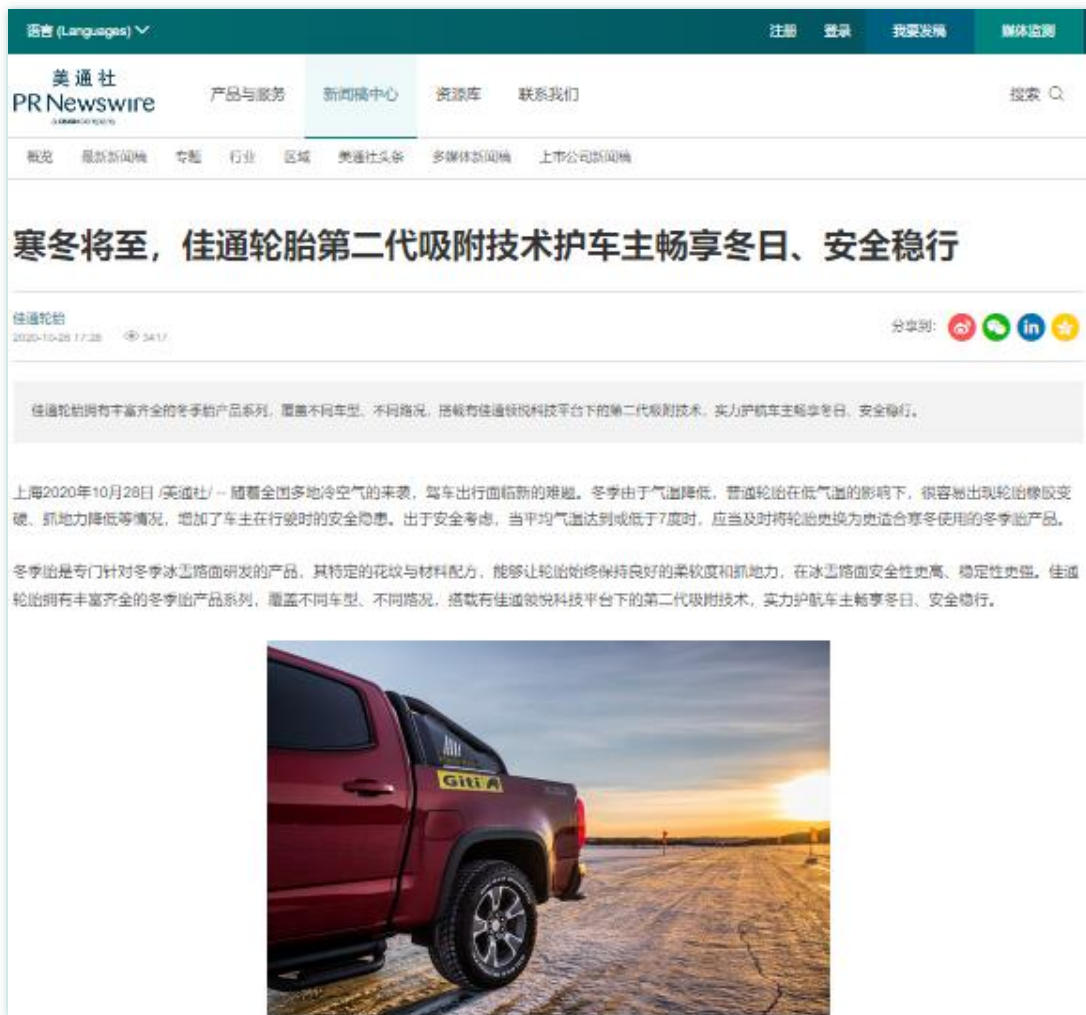 语言 (Languages)
注册 登录 我要发稿 媒体监测
美通社
PR Newswire
a CISION company
产品与服务 新闻稿中心 资源库 联系我们 搜索
概览 最新新闻稿 专题 行业 区域 美通社头条 多媒体新闻稿 上市公司新闻稿
寒冬将至，佳通轮胎第二代吸附技术护车主畅享冬日、安全稳行
佳通轮胎
2020-10-28 17:28 3417
分享到:
佳通轮胎拥有丰富齐全的冬季胎产品系列，覆盖不同车型、不同路况，搭载有佳通领悦科技平台下的第二代吸附技术，实力护航车主畅享冬日、安全稳行。
上海2020年10月28日 /美通社/ -- 随着全国多地冷空气的来袭，驾车出行面临新的难题。冬季由于气温降低，普通轮胎在低气温的影响下，很容易出现轮胎橡胶变
硬、抓地力降低等情况，增加了车主在行驶时的安全隐患。出于安全考虑，当平均气温达到或低于7度时，应当及时将轮胎更换为更适合寒冬使用的冬季胎产品。
冬季胎是专门针对冬季冰雪路面研发的产品，其特定的花纹与材料配方，能够让轮胎始终保持良好的柔软度和抓地力，在冰雪路面安全性更高、稳定性更强。佳通
轮胎拥有丰富齐全的冬季胎产品系列，覆盖不同车型、不同路况，搭载有佳通领悦科技平台下的第二代吸附技术，实力护航车主畅享冬日、安全稳行。
Giti